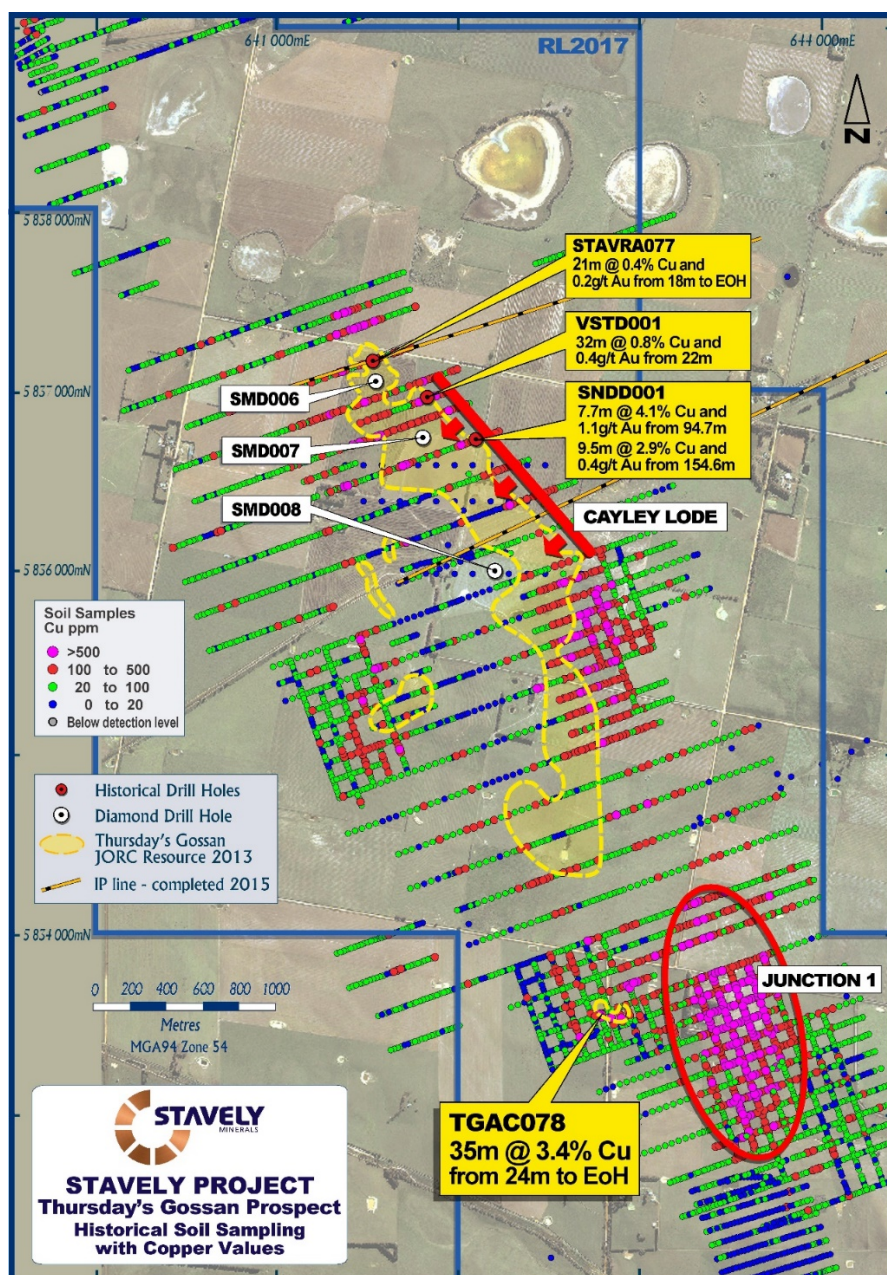 641 000mE
644 000mE
RL2017
N
5 838 000mN
STAVRA077
21m @ 0.4% Cu and
0.2g/t Au from 18m to EOH
VSTD001
32m @ 0.8% Cu and
0.4g/t Au from 22m
5 837 000mN
SMD006
SNDD001
7.7m @ 4.1% Cu and
1.1g/t Au from 94.7m
9.5m @ 2.9% Cu and
0.4g/t Au from 154.6m
SMD007
SMD008
CAYLEY LODE
5 836 000mN
Soil Samples
Cu ppm
>500
100 to 500
20 to 100
0 to 20
Below detection level
Historical Drill Holes
Diamond Drill Hole
Thursday's Gossan
JORC Resource 2013
IP line - completed 2015
5 834 000mN
JUNCTION 1
0 200 400 600 800 1000
Metres
MGA94 Zone 54
TGAC078
35m @ 3.4% Cu
from 24m to EoH
STAVELY
MINERALS
STAVELY PROJECT
Thursday's Gossan Prospect
Historical Soil Sampling
with Copper Values